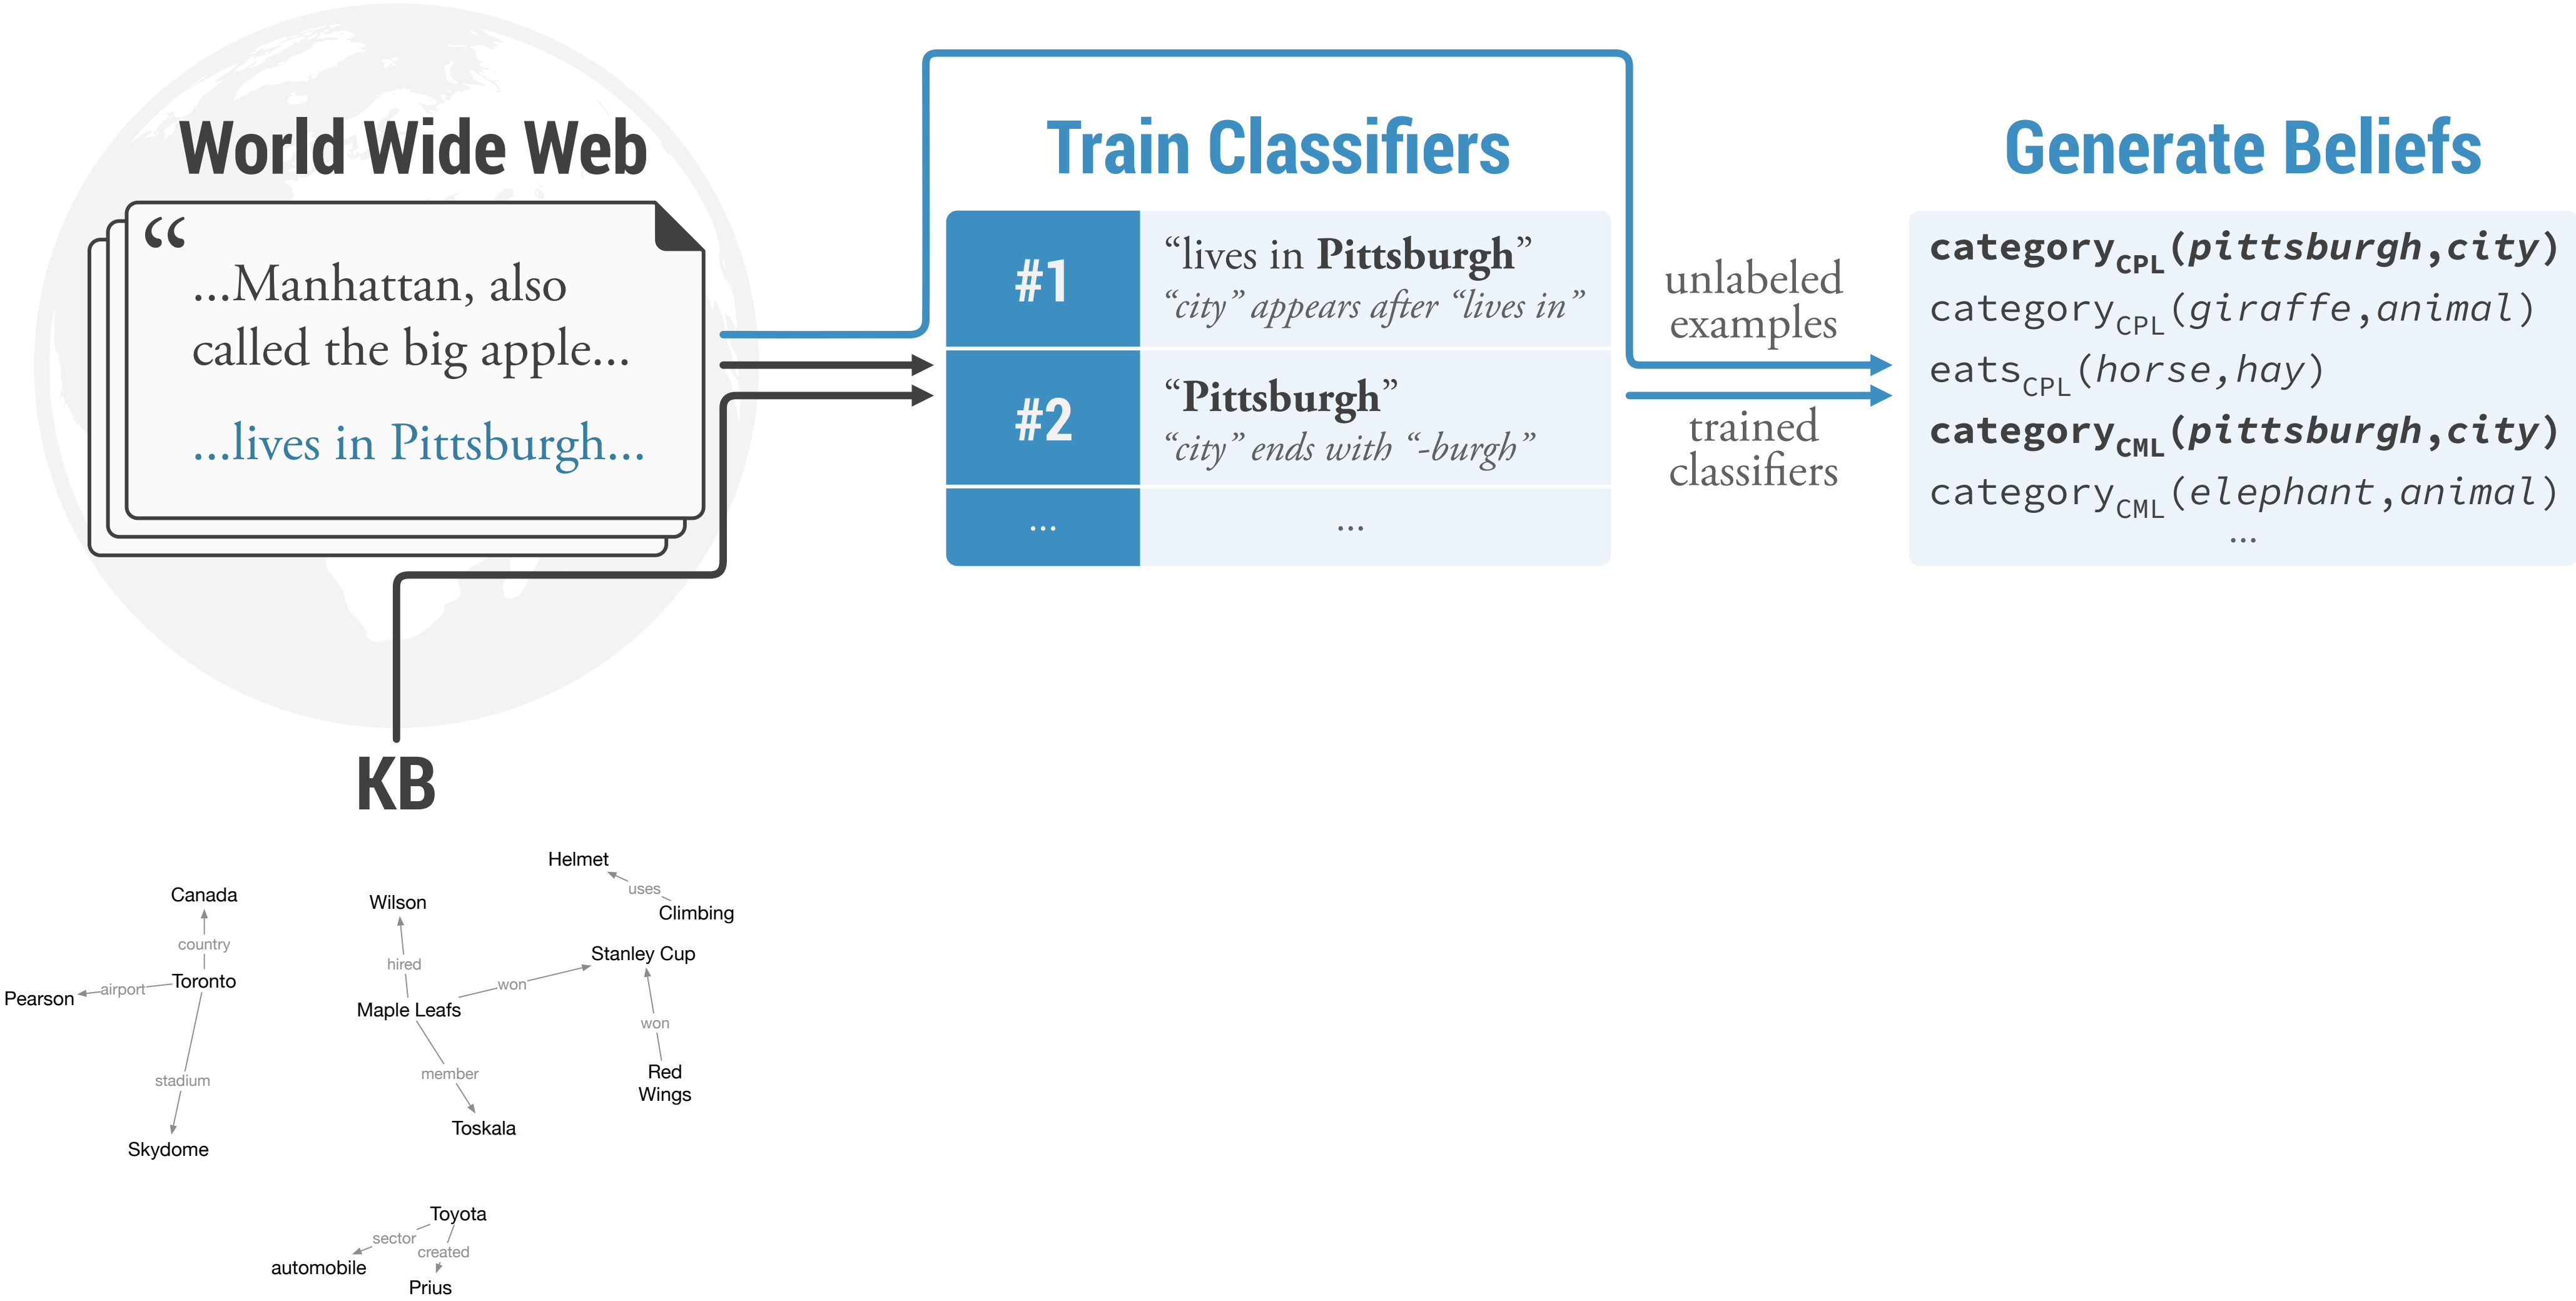 World Wide Web
“
...Manhattan, also
called the big apple...
...lives in Pittsburgh...
Train Classifiers
#1
“lives in Pittsburgh”
“city” appears after “lives in”
#2
“Pittsburgh”
“city” ends with “-burgh”
...
...
unlabeled
examples
trained
classifiers
Generate Beliefs
categoryCPL(pittsburgh,city)
categoryCPL(giraffe,animal)
eatsCPL(horse,hay)
categoryCML(pittsburgh,city)
categoryCML(elephant,animal)
...
KB
Canada
country
Toronto
airport
Pearson
stadium
Skydome
Wilson
hired
Maple Leafs
won
member
Toskala
Helmet
uses
Climbing
Stanley Cup
won
Red
Wings
Toyota
sector
created
automobile
Prius